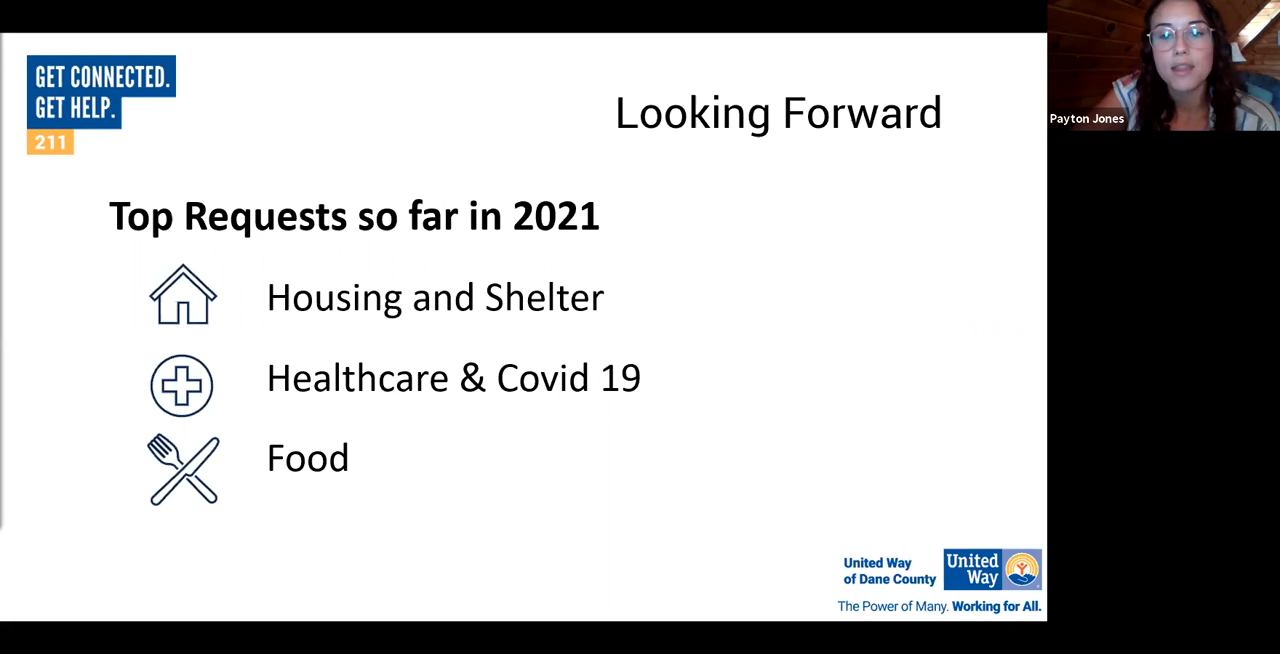 GET CONNECTED.
GET HELP.
211
Looking Forward
Payton Jones
Top Requests so far in 2021
Housing and Shelter
Healthcare & Covid 19
Food
United Way
of Dane County
United
Way
The Power of Many. Working for All.